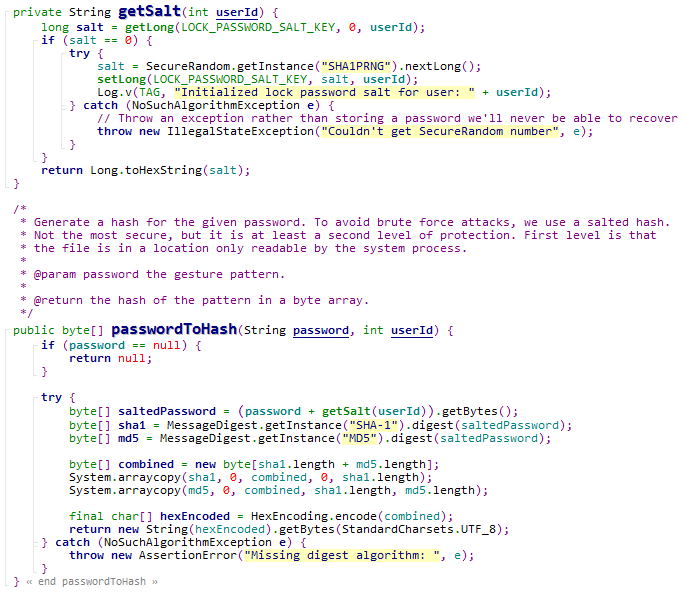 private String getSalt(int userId) {
    long salt = getLong(LOCK_PASSWORD_SALT_KEY, 0, userId);
    if (salt == 0) {
        try {
            salt = SecureRandom.getInstance("SHA1PRNG").nextLong();
            setLong(LOCK_PASSWORD_SALT_KEY, salt, userId);
            Log.v(TAG, "Initialized lock password salt for user: " + userId);
        } catch (NoSuchAlgorithmException e) {
            // Throw an exception rather than storing a password we'll never be able to recover
            throw new IllegalStateException("Couldn't get SecureRandom number", e);
        }
    }
    return Long.toHexString(salt);
}
/*
 * Generate a hash for the given password. To avoid brute force attacks, we use a salted hash.
 * Not the most secure, but it is at least a second level of protection. First level is that
 * the file is in a location only readable by the system process.
 *
 * @param password the gesture pattern.
 *
 * @return the hash of the pattern in a byte array.
 */
public byte[] passwordToHash(String password, int userId) {
    if (password == null) {
        return null;
    }
    try {
        byte[] saltedPassword = (password + getSalt(userId)).getBytes();
        byte[] sha1 = MessageDigest.getInstance("SHA-1").digest(saltedPassword);
        byte[] md5 = MessageDigest.getInstance("MD5").digest(saltedPassword);
        byte[] combined = new byte[sha1.length + md5.length];
        System.arraycopy(sha1, 0, combined, 0, sha1.length);
        System.arraycopy(md5, 0, combined, sha1.length, md5.length);
        final char[] hexEncoded = HexEncoding.encode(combined);
        return new String(hexEncoded).getBytes(StandardCharsets.UTF_8);
    } catch (NoSuchAlgorithmException e) {
        throw new AssertionError("Missing digest algorithm: ", e);
    }
} « end passwordToHash »